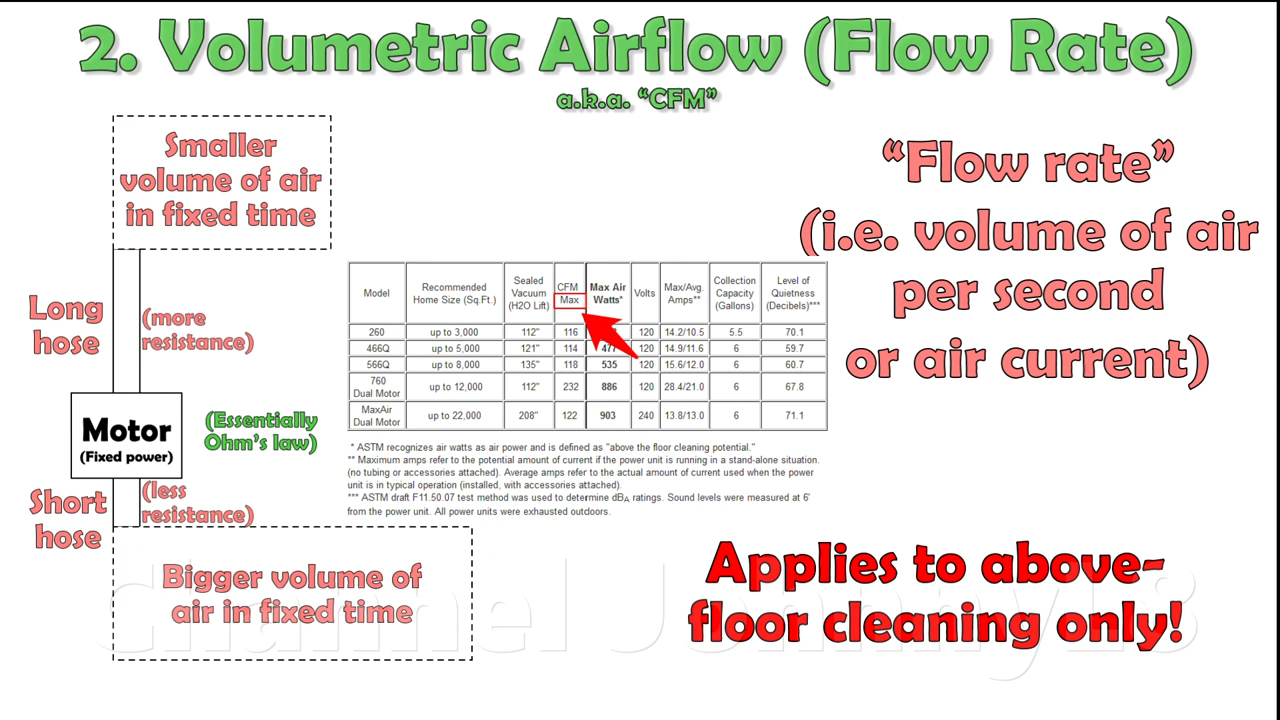 2. Volumetric Airflow (Flow Rate)
a.k.a. “CFM”
Smaller
volume of air
in fixed time
Long
hose
(more
resistance)
Motor
(Fixed power)
(Essentially
Ohm's law)
Short
hose
(less
resistance)
Bigger volume of
air in fixed time
Model Recommended Home Size (Sq.Ft.) Sealed Vacuum (H2O Lift) CFM Max Max Air Watts* Volts Max/Avg. Amps** Collection Capacity (Gallons) Level of Quietness (Decibels)***
260 up to 3,000 112" 116 120 14.2/10.5 5.5 70.1
466Q up to 5,000 121" 114 477 120 14.9/11.6 6 59.7
566Q up to 8,000 135" 118 535 120 15.6/12.0 6 60.7
760 Dual Motor up to 12,000 112" 232 886 120 28.4/21.0 6 67.8
MaxAir Dual Motor up to 22,000 208" 122 903 240 13.8/13.0 6 71.1
* ASTM recognizes air watts as air power and is defined as "above the floor cleaning potential."
** Maximum amps refer to the potential amount of current if the power unit is running in a stand-alone situation.
(no tubing or accessories attached). Average amps refer to the actual amount of current used when the power
unit is in typical operation (installed, with accessories attached).
*** ASTM draft F11.50.07 test method was used to determine dBA ratings. Sound levels were measured at 6'
from the power unit. All power units were exhausted outdoors.
“Flow rate”
(i.e. volume of air
per second
or air current)
Applies to above-
floor cleaning only!